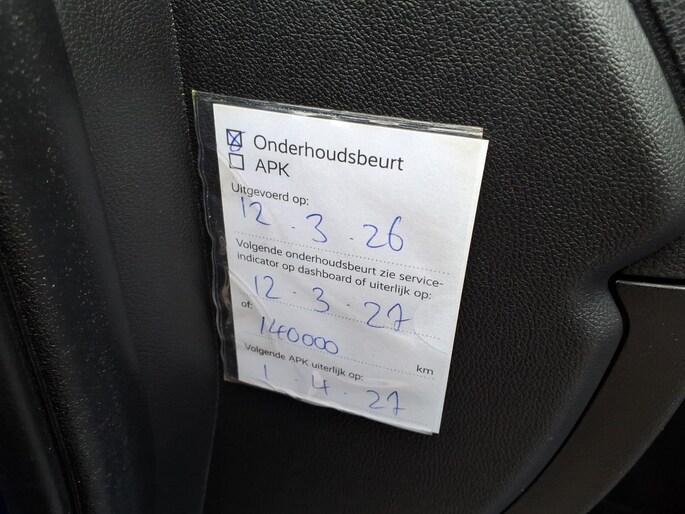 Onderhoudsbeurt
APK
Uitgevoerd op:
12.3.26
Volgende onderhoudsbeurt zie service-
indicator op dashboard of uiterlijk op:
12.3.27
of:
140000 km
Volgende APK uiterlijk op:
1.4.27